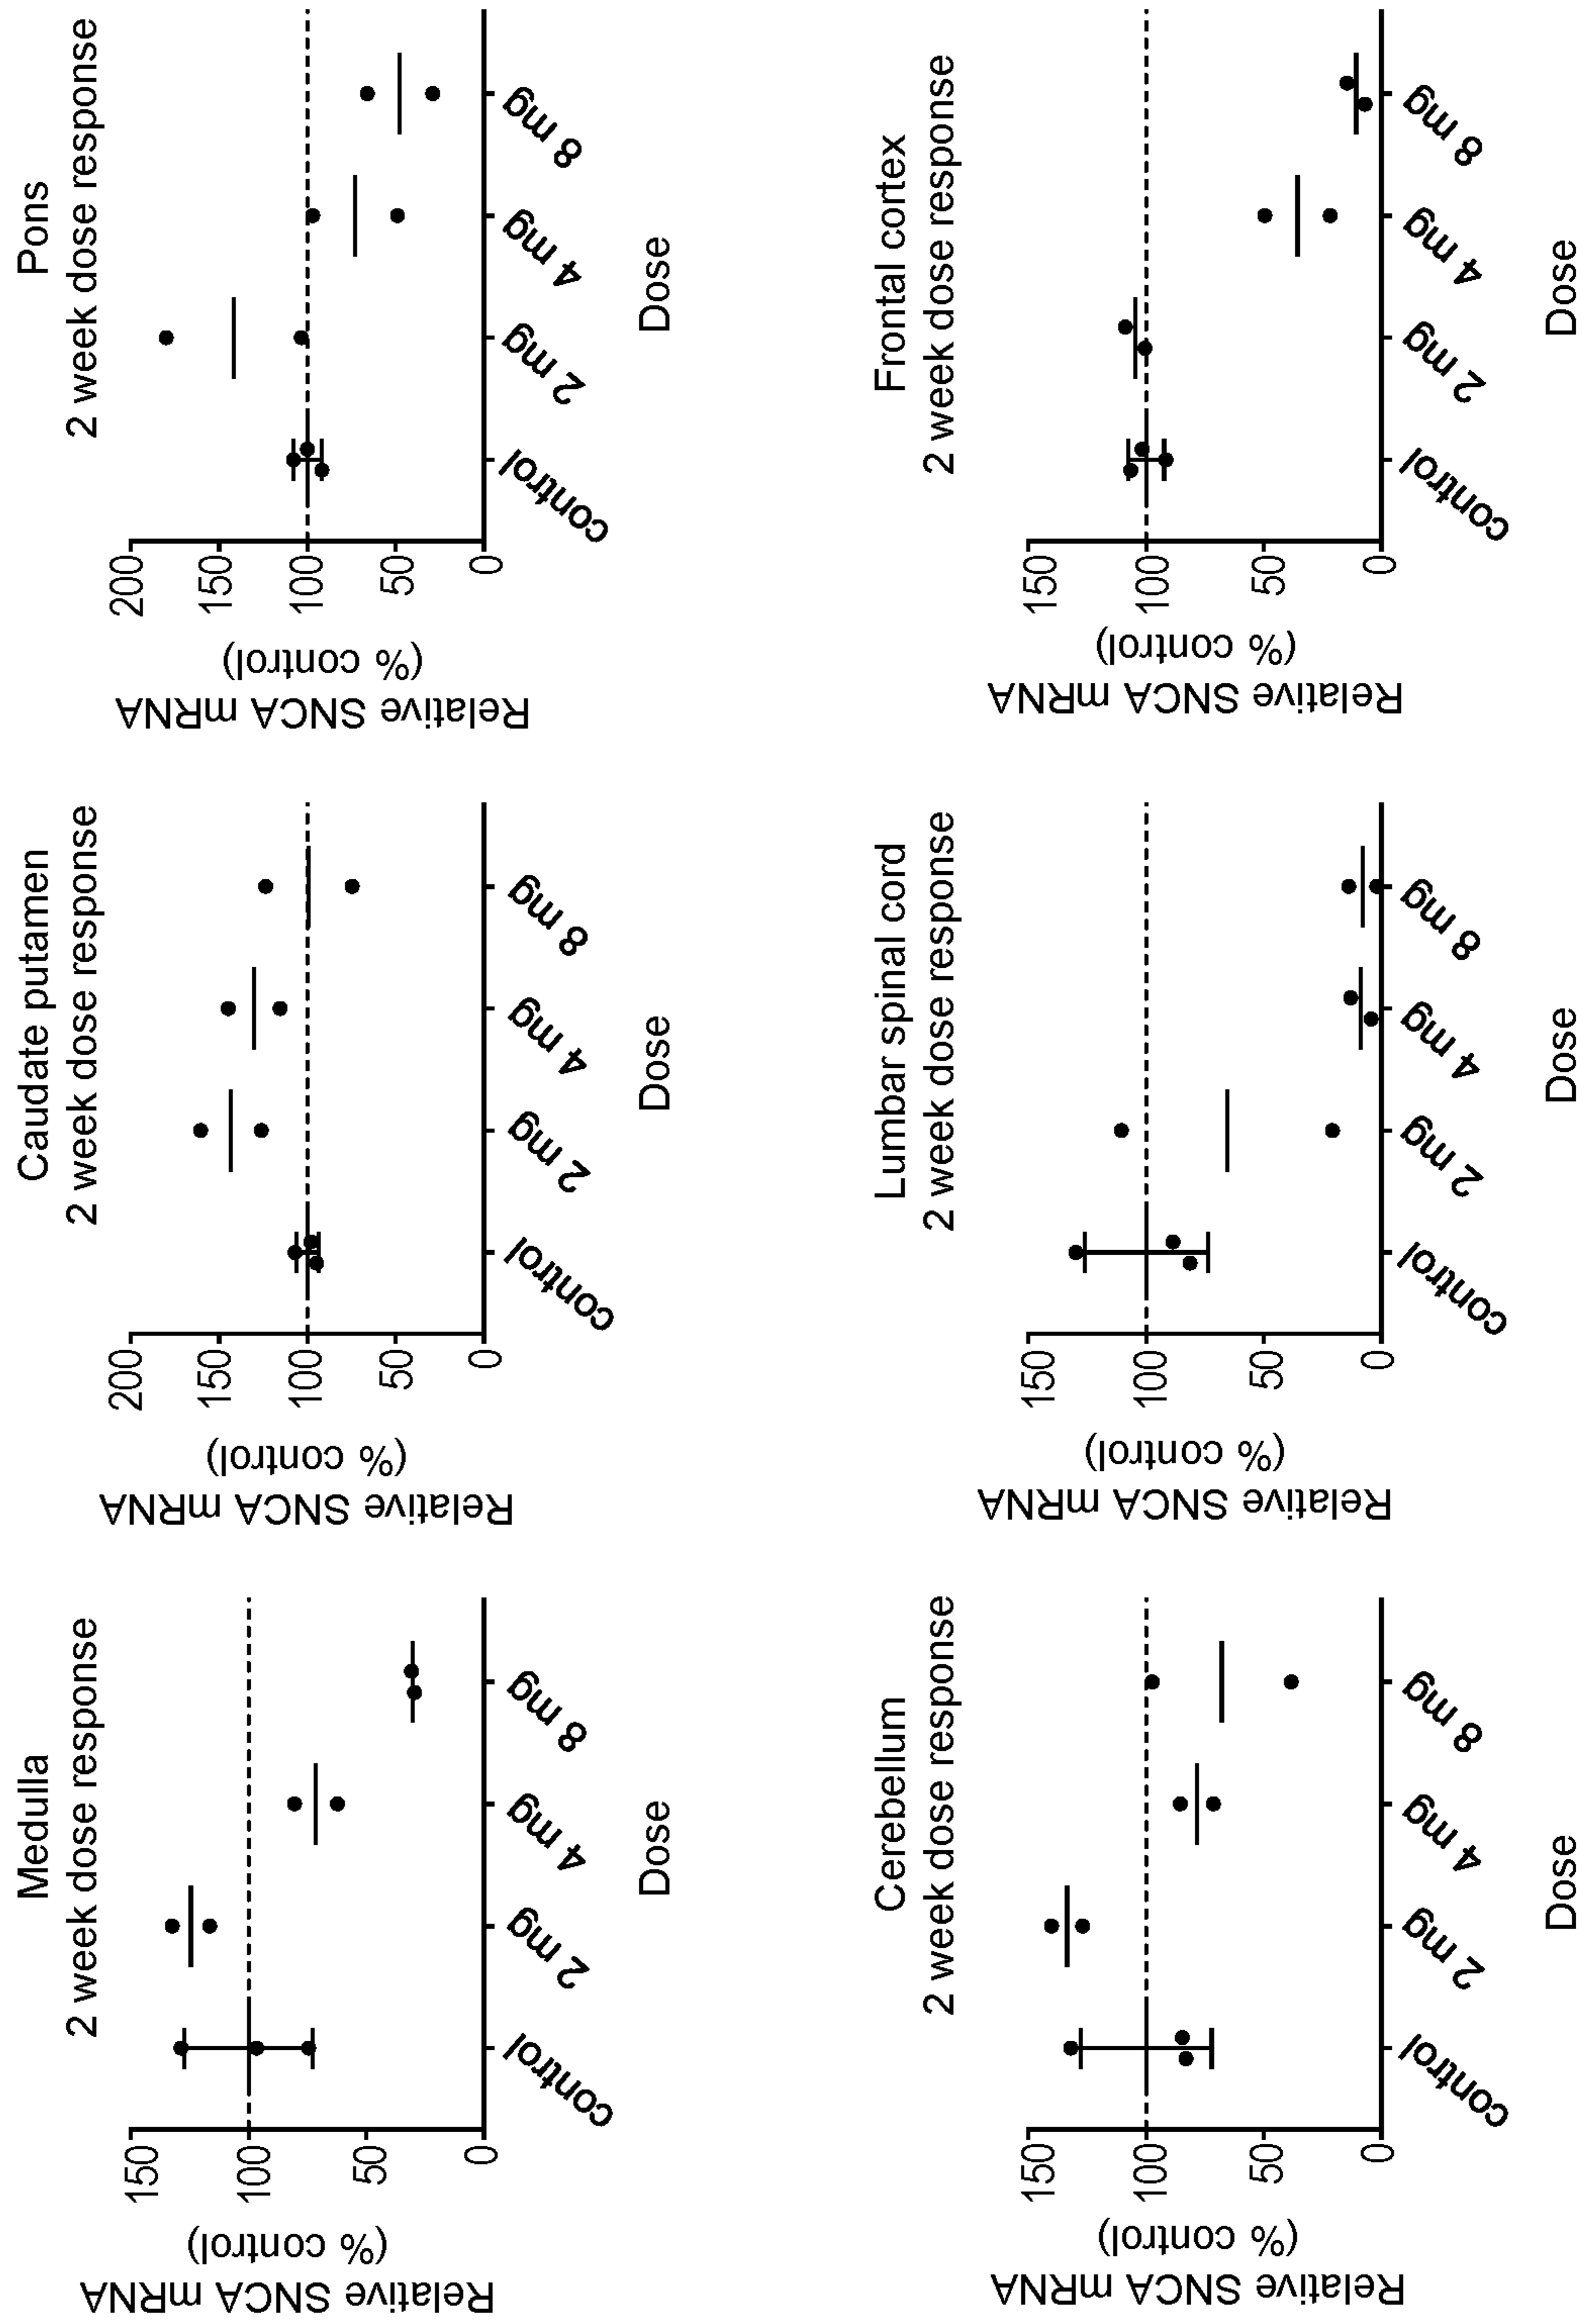 Medulla
2 week dose response
Relative SNCA mRNA
(% control)
150
100
50
0
control
2 mg
4 mg
8 mg
Dose
Caudate putamen
2 week dose response
Relative SNCA mRNA
(% control)
200
150
100
50
0
control
2 mg
4 mg
8 mg
Dose
Pons
2 week dose response
Relative SNCA mRNA
(% control)
200
150
100
50
0
control
2 mg
4 mg
8 mg
Dose
Cerebellum
2 week dose response
Relative SNCA mRNA
(% control)
150
100
50
0
control
2 mg
4 mg
8 mg
Dose
Lumbar spinal cord
2 week dose response
Relative SNCA mRNA
(% control)
150
100
50
0
control
2 mg
4 mg
8 mg
Dose
Frontal cortex
2 week dose response
Relative SNCA mRNA
(% control)
150
100
50
0
control
2 mg
4 mg
8 mg
Dose